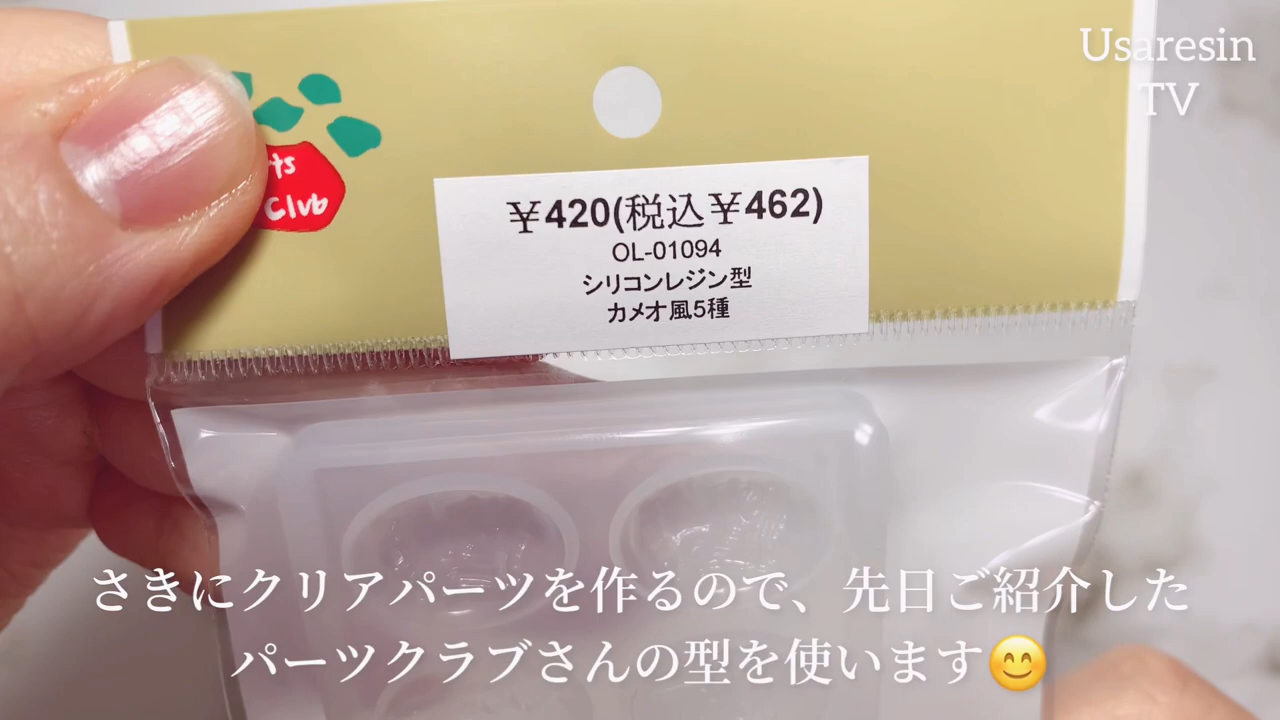 Usaresin
TV
ts
Club
¥420(税込¥462)
OL-01094
シリコンレジン型
カメオ風5種
さきにクリアパーツを作るので、先日ご紹介した
パーツクラブさんの型を使います😊